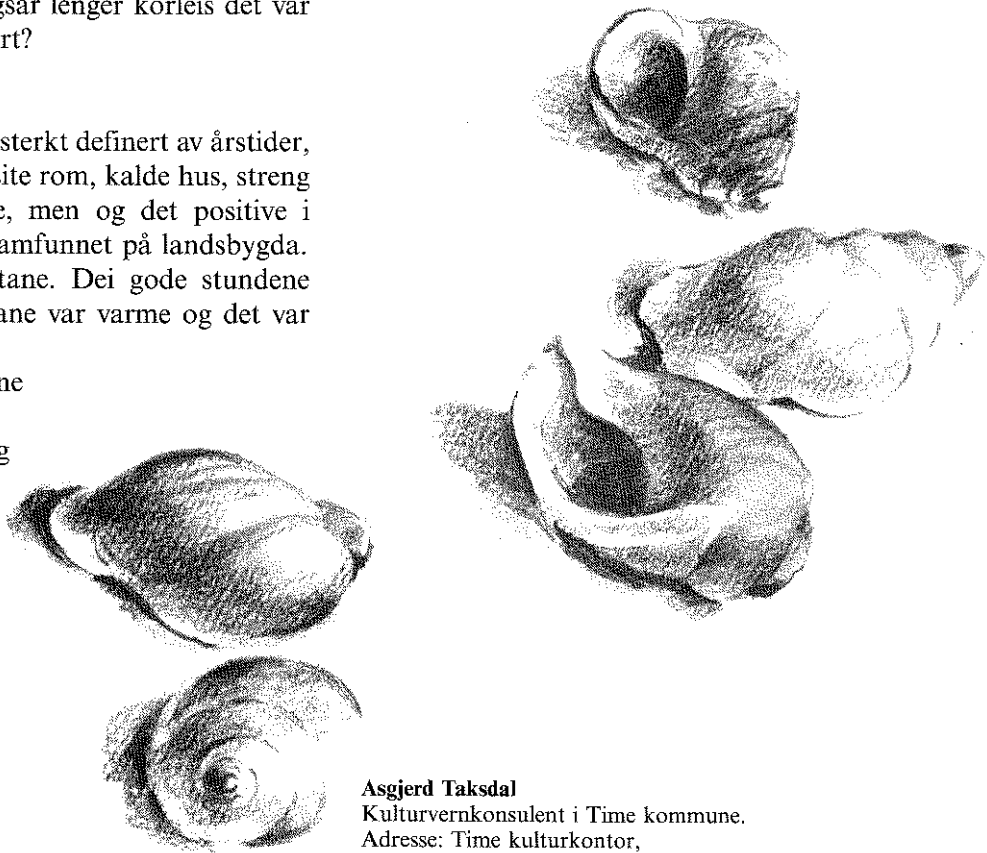 lenger korleis det var
rt?
sterkt definert av årstider,
site rom, kalde hus, streng
e, men og det positive i
amfunnet på landsbygda.
tane. Dei gode stundene
ane var varme og det var
ne
g
Asgjerd Taksdal
Kulturvernkonsulent i Time kommune.
Adresse: Time kulturkontor,